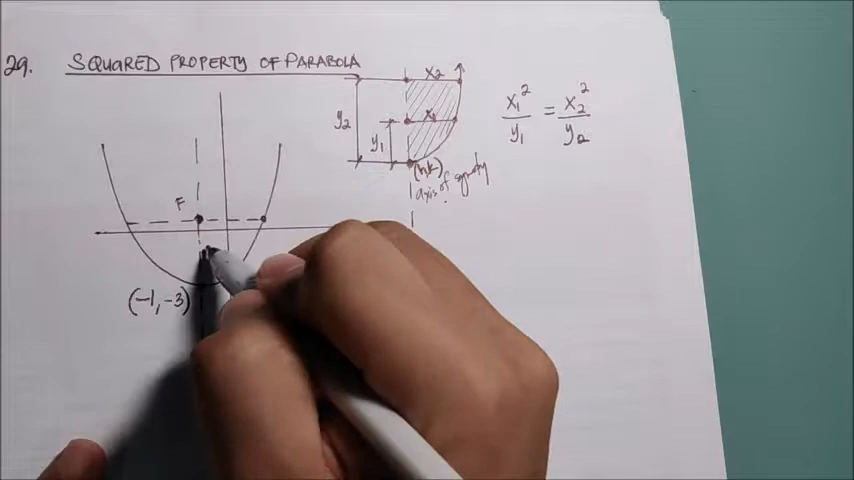 29. SQUARED PROPERTY OF PARABOLA
x₂
x₁
y₂
y₁
(h,k)
axis of symmetry
x₁²/y₁ = x₂²/y₂
F
(-1,-3)